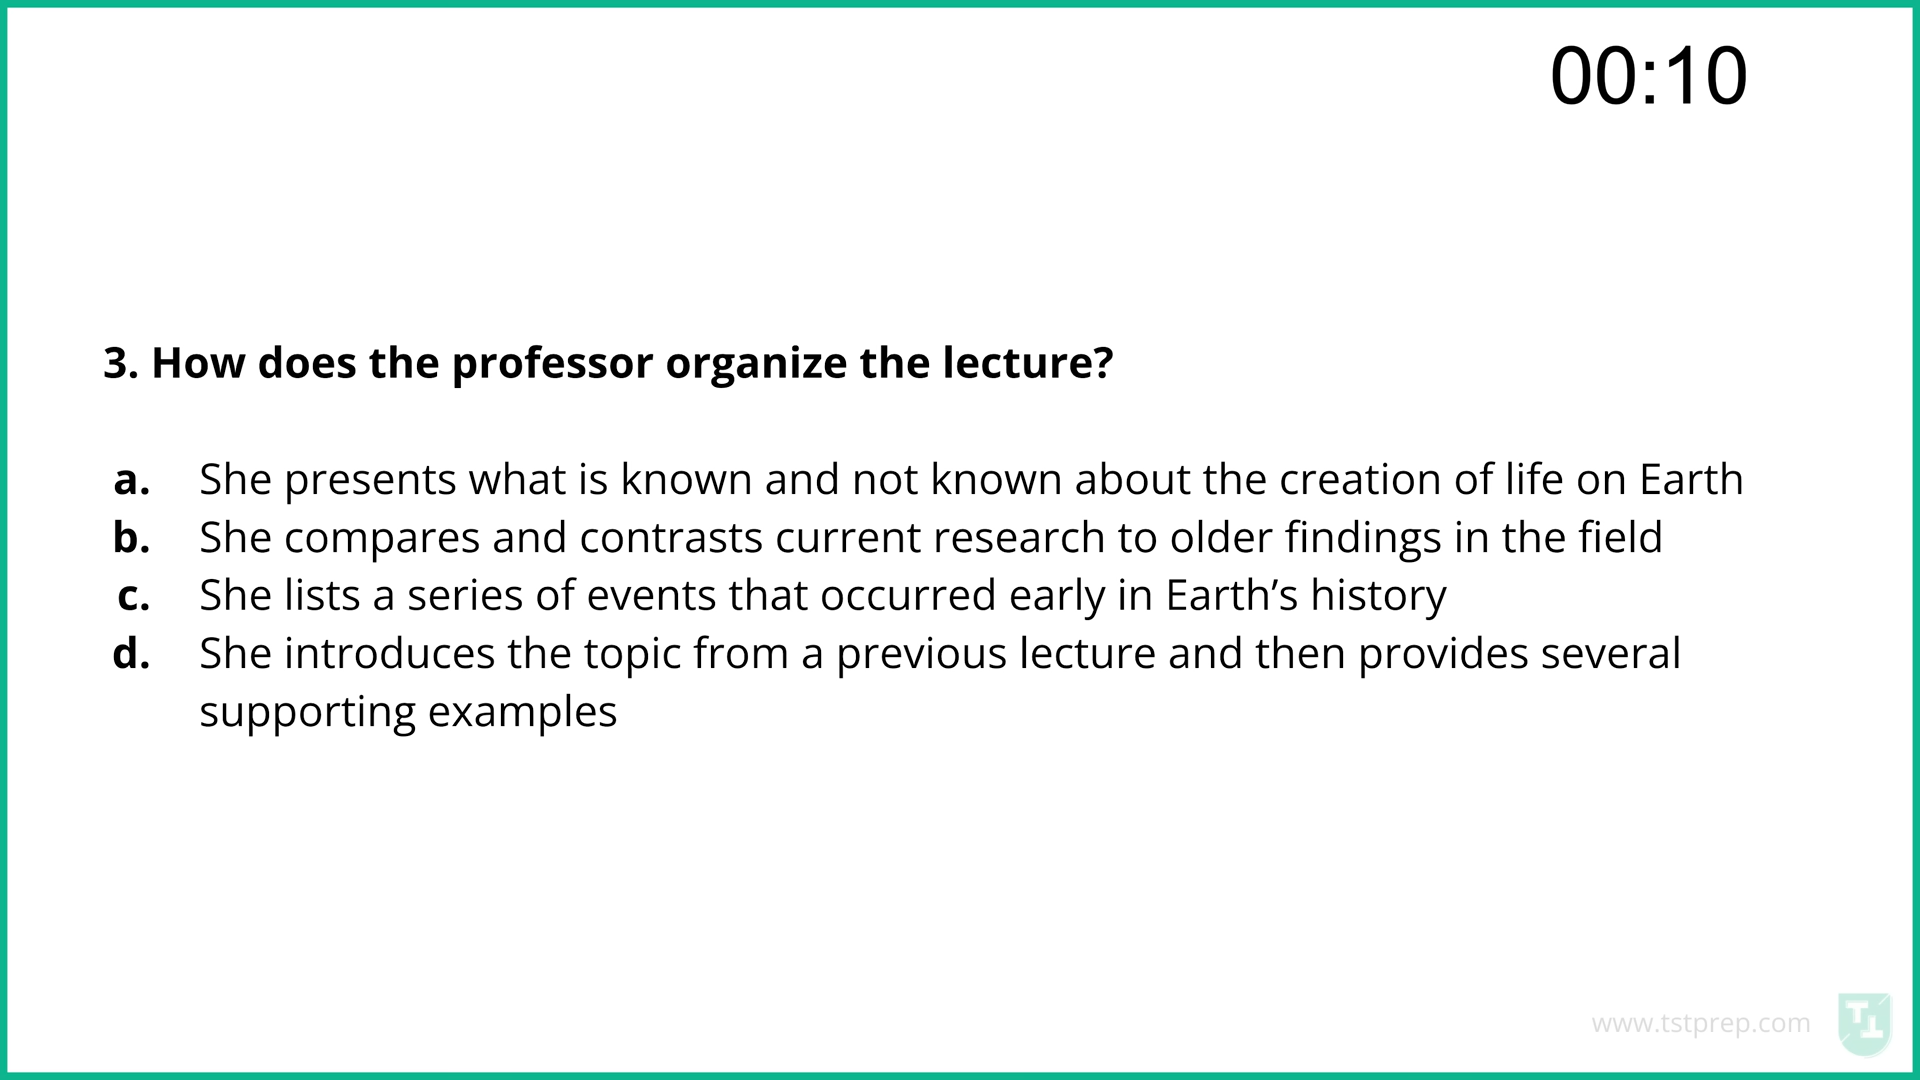 00:10
3. How does the professor organize the lecture?
a. She presents what is known and not known about the creation of life on Earth
b. She compares and contrasts current research to older findings in the field
c. She lists a series of events that occurred early in Earth’s history
d. She introduces the topic from a previous lecture and then provides several
supporting examples
www.tstprep.com